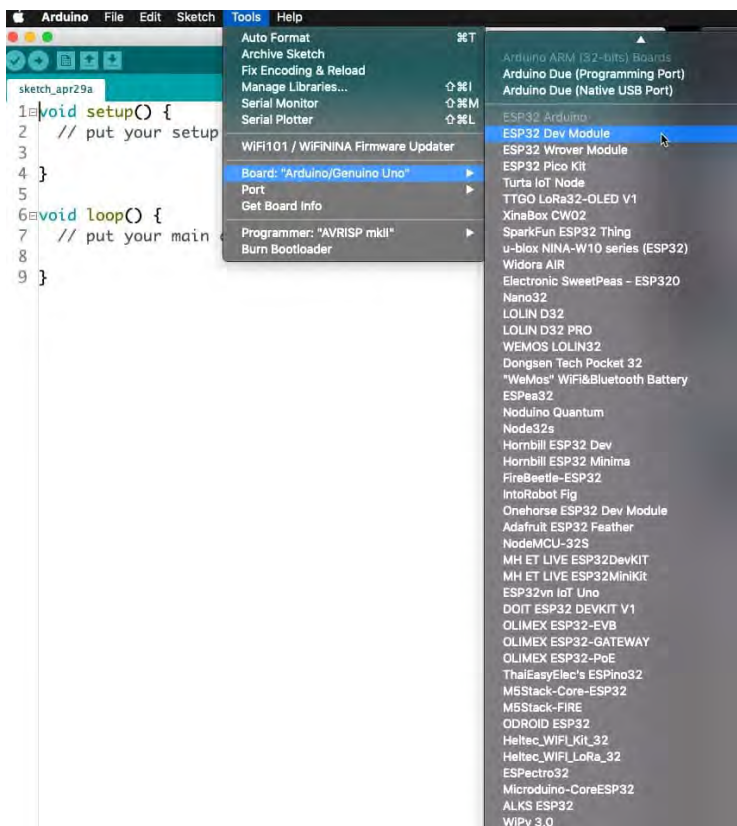 Arduino File Edit Sketch Tools Help
sketch_apr29a
1 void setup() {
2 // put your setup
3
4 }
5
6 void loop() {
7 // put your main
8
9 }
Auto Format ⌘T
Archive Sketch
Fix Encoding & Reload
Manage Libraries... ⇧⌘I
Serial Monitor ⇧⌘M
Serial Plotter ⇧⌘L
WiFi101 / WiFiNINA Firmware Updater
Board: "Arduino/Genuino Uno"
Port
Get Board Info
Programmer: "AVRISP mkII"
Burn Bootloader
Arduino ARM (32-bits) Boards
Arduino Due (Programming Port)
Arduino Due (Native USB Port)
ESP32 Arduino
ESP32 Dev Module
ESP32 Wrover Module
ESP32 Pico Kit
Turta IoT Node
TTGO LoRa32-OLED V1
XinaBox CW02
SparkFun ESP32 Thing
u-blox NINA-W10 series (ESP32)
Widora AIR
Electronic SweetPeas - ESP320
Nano32
LOLIN D32
LOLIN D32 PRO
WEMOS LOLIN32
Dongsen Tech Pocket 32
"WeMos" WiFi&Bluetooth Battery
ESPea32
Noduino Quantum
Node32s
Hornbill ESP32 Dev
Hornbill ESP32 Minima
FireBeetle-ESP32
IntoRobot Fig
Onehorse ESP32 Dev Module
Adafruit ESP32 Feather
NodeMCU-32S
MH ET LIVE ESP32DevKIT
MH ET LIVE ESP32MiniKit
ESP32vn IoT Uno
DOIT ESP32 DEVKIT V1
OLIMEX ESP32-EVB
OLIMEX ESP32-GATEWAY
OLIMEX ESP32-PoE
ThaiEasyElec's ESPino32
M5Stack-Core-ESP32
M5Stack-FIRE
ODROID ESP32
Heltec_WIFI_Kit_32
Heltec_WIFI_LoRa_32
ESPectro32
Microduino-CoreESP32
ALKS ESP32
WiPy 3.0